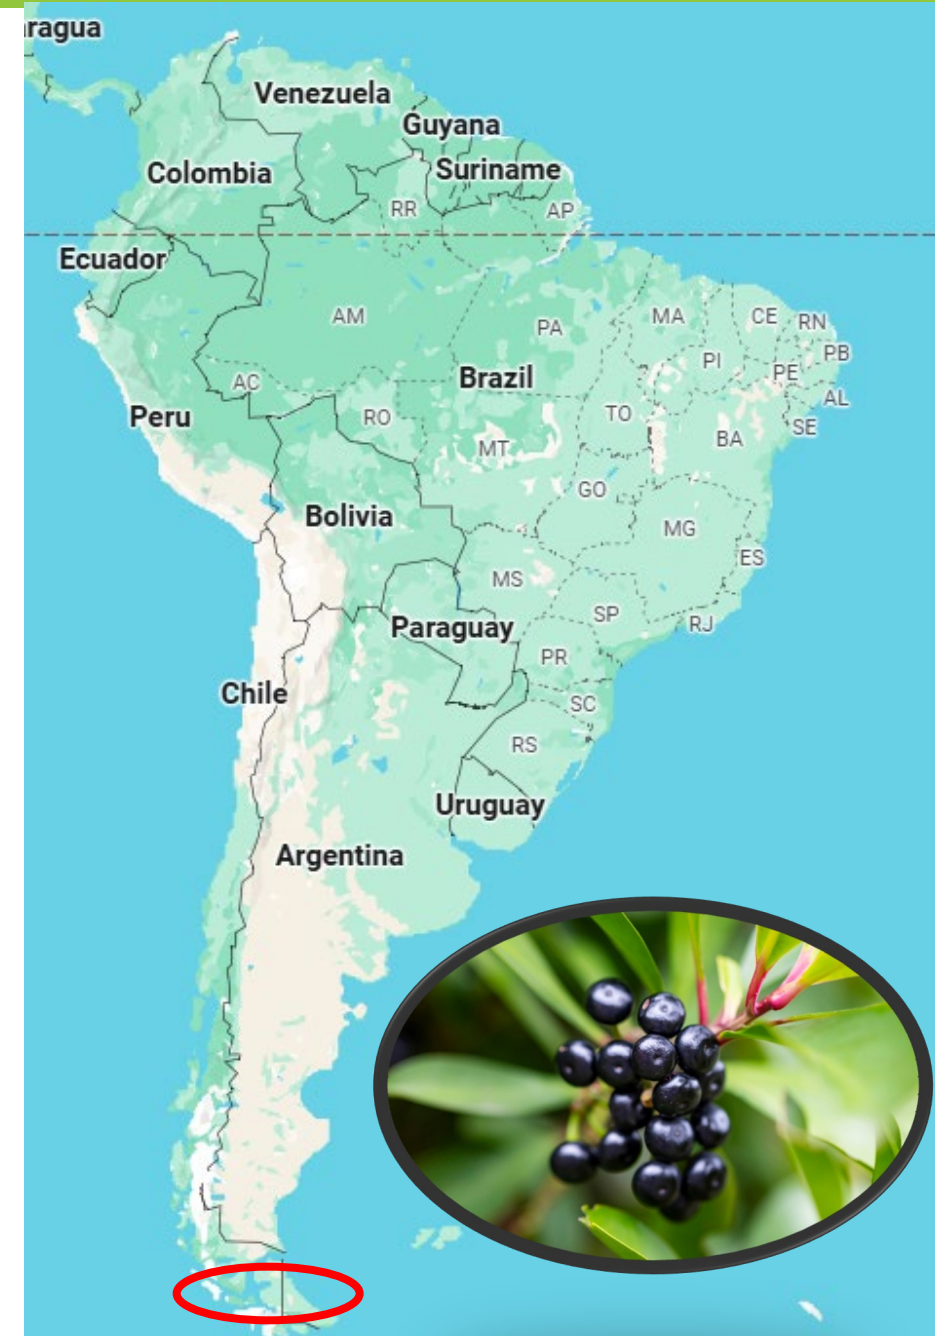 ragua
Venezuela
Guyana
Colombia
Suriname
RR
AP
Ecuador
AM
PA
MA
CE
RN
PI
PB
PE
AC
Brazil
AL
Peru
RO
TO
SE
BA
MT
GO
Bolivia
MG
ES
MS
SP
RJ
Paraguay
PR
Chile
SC
RS
Uruguay
Argentina